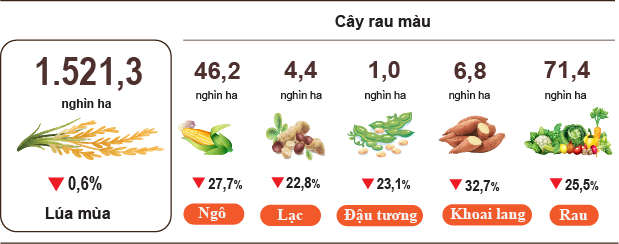 Cây rau màu
1.521,3
nghìn ha
0,6%
Lúa mùa
46,2
nghìn ha
27,7%
Ngô
4,4
nghìn ha
22,8%
Lạc
1,0
nghìn ha
23,1%
Đậu tương
6,8
nghìn ha
32,7%
Khoai lang
71,4
nghìn ha
25,5%
Rau